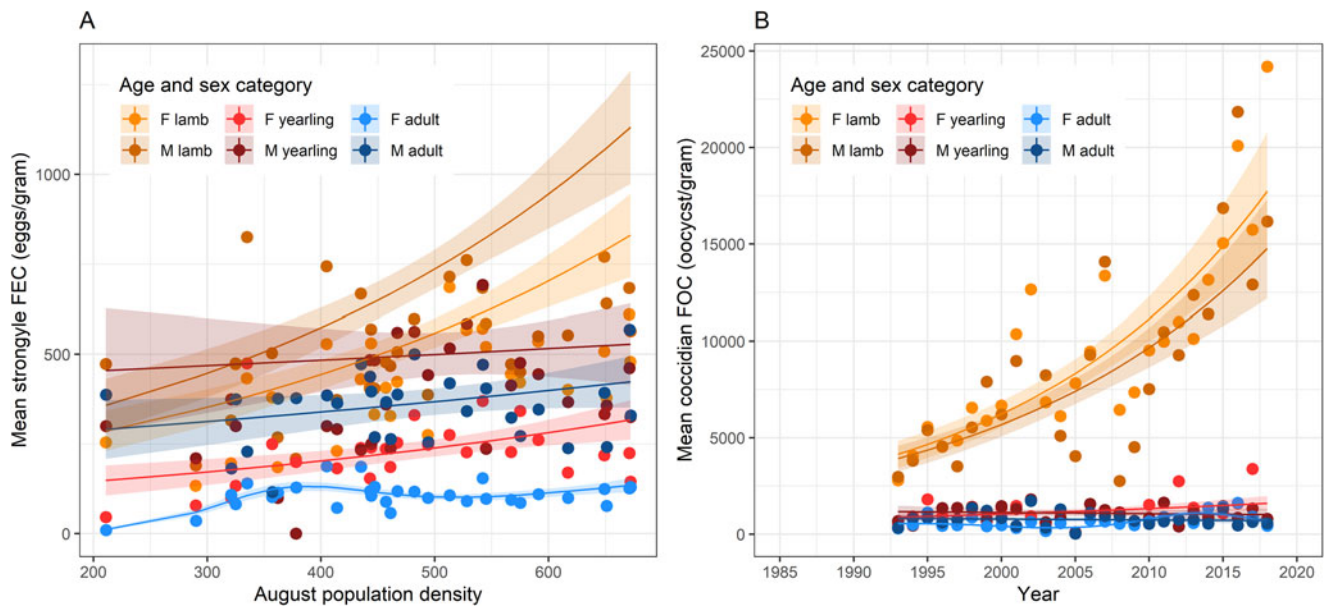 A
Mean strongyle FEC (eggs/gram)
1000
500
0
Age and sex category
F lamb F yearling F adult
M lamb M yearling M adult
200 300 400 500 600
August population density
B
Mean coccidian FOC (oocycst/gram)
25000
20000
15000
10000
5000
0
Age and sex category
F lamb F yearling F adult
M lamb M yearling M adult
1985 1990 1995 2000 2005 2010 2015 2020
Year